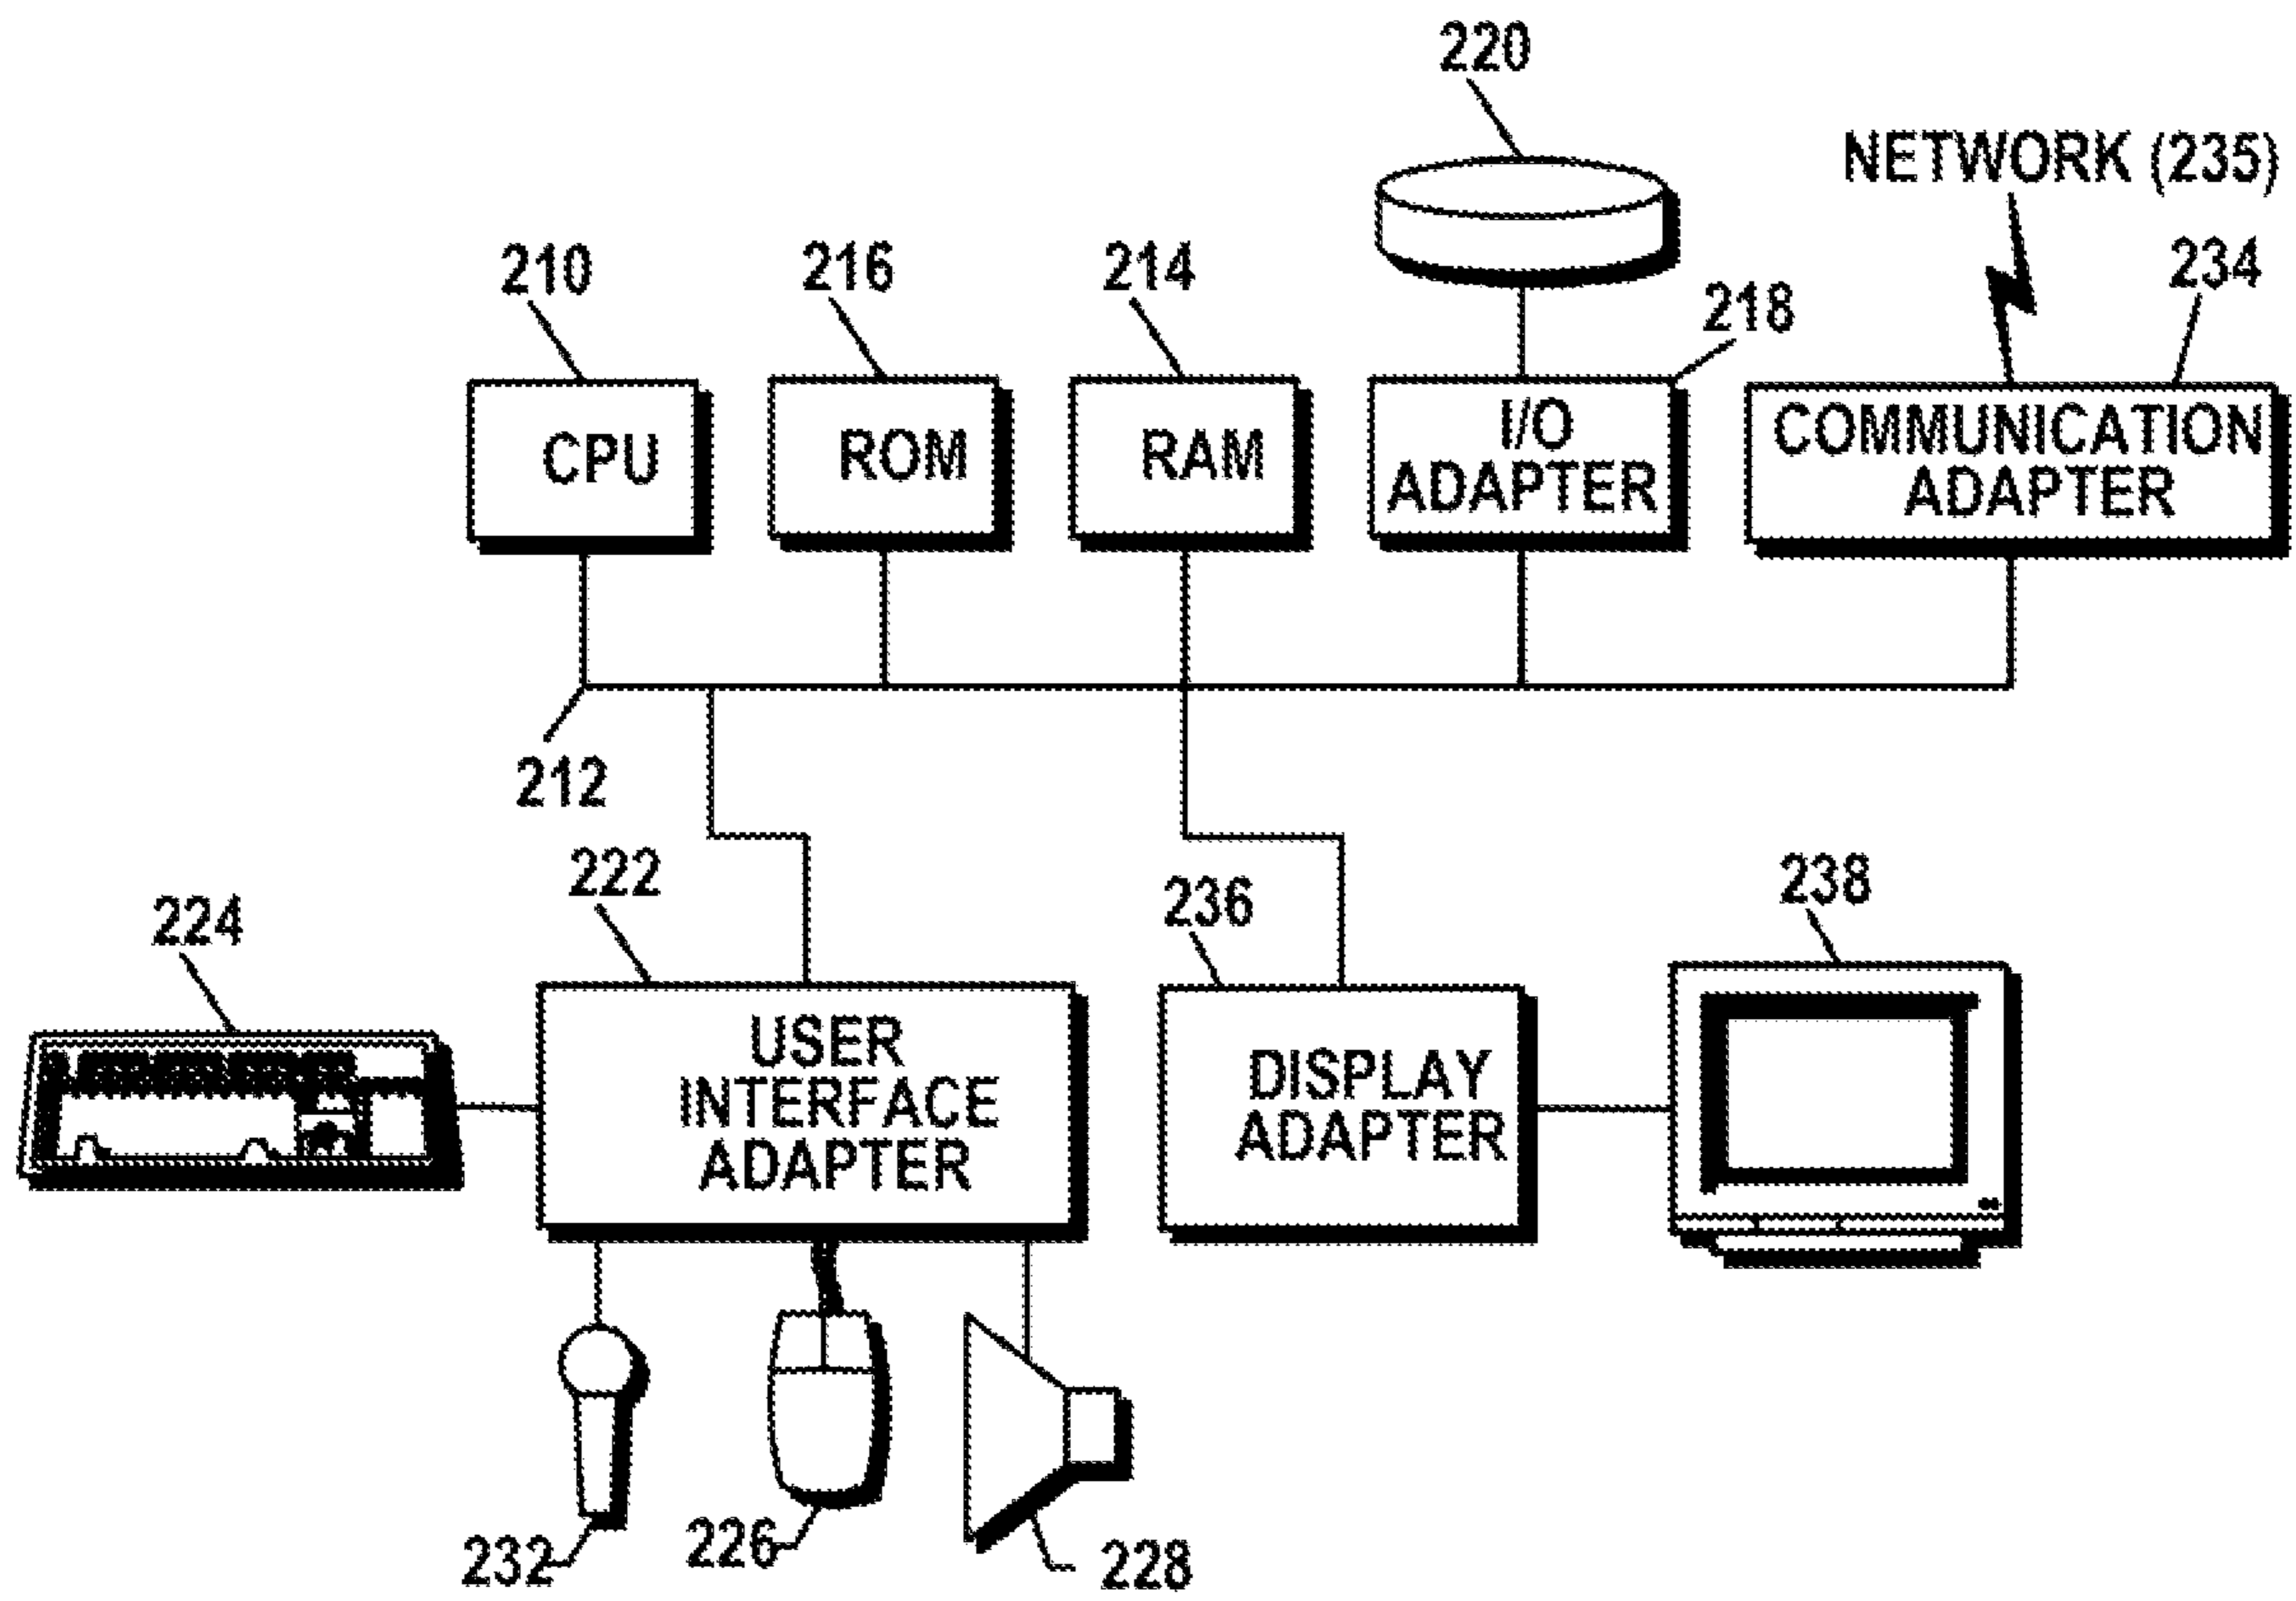 220
NETWORK (235)
210
216
214
218
234
CPU
ROM
RAM
I/O
ADAPTER
COMMUNICATION
ADAPTER
212
222
224
236
238
USER
INTERFACE
ADAPTER
DISPLAY
ADAPTER
232
226
228